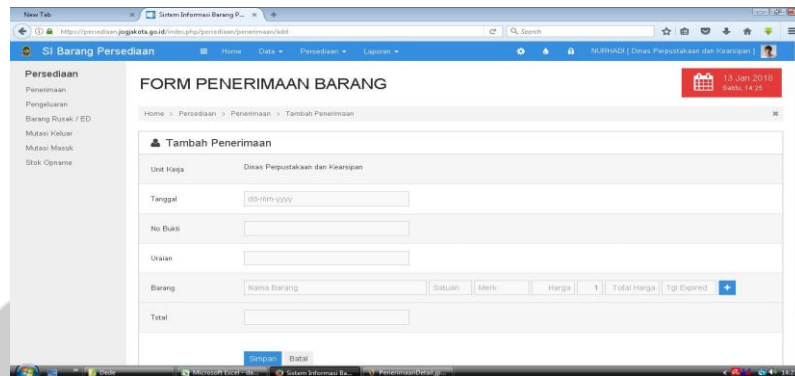 New Tab
Sistem Informasi Barang P...
https://persediaan.jogjakota.go.id/index.php/persediaan/penerimaan/add
Search
SI Barang Persediaan
Home
Data
Persediaan
Laporan
NURHADI [ Dinas Perpustakaan dan Kearsipan ]
Persediaan
Penerimaan
Pengeluaran
Barang Rusak / ED
Mutasi Keluar
Mutasi Masuk
Stok Opname
FORM PENERIMAAN BARANG
13 Jan 2018
Sabtu, 14:25
Home > Persediaan > Penerimaan > Tambah Penerimaan
Tambah Penerimaan
Unit Kerja Dinas Perpustakaan dan Kearsipan
Tanggal dd-mm-yyyy
No Bukti
Uraian
Barang Nama Barang Satuan Merk Harga 1 Total Harga Tgl Expired +
Total
Simpan Batal
Dede
Microsoft Excel - da...
Sistem Informasi Ba...
PenerimaanDetail.jp...